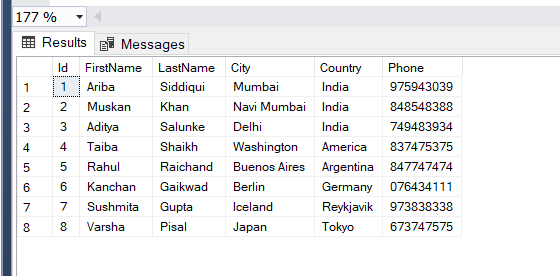 177 %
Results Messages
Id FirstName LastName City Country Phone
1 1 Ariba Siddiqui Mumbai India 975943039
2 2 Muskan Khan Navi Mumbai India 848548388
3 3 Aditya Salunke Delhi India 749483934
4 4 Taiba Shaikh Washington America 837475375
5 5 Rahul Raichand Buenos Aires Argentina 847747474
6 6 Kanchan Gaikwad Berlin Germany 076434111
7 7 Sushmita Gupta Iceland Reykjavik 973838338
8 8 Varsha Pisal Japan Tokyo 673747575